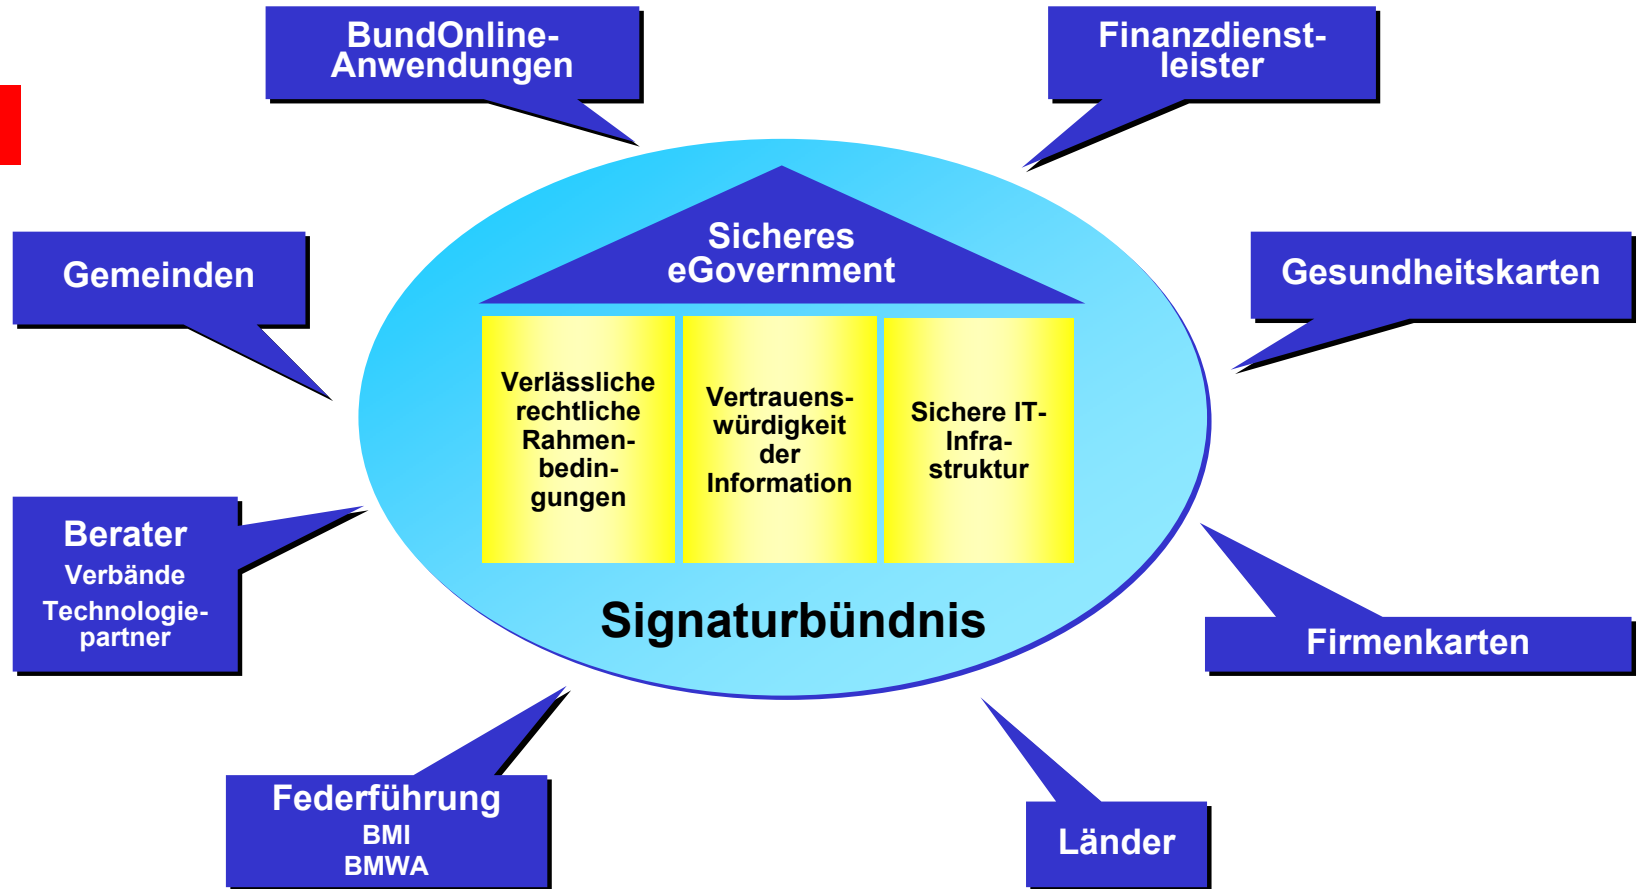 BundOnline-
Anwendungen
Finanzdienst-
leister
Gemeinden
Sicheres
eGovernment
Gesundheitskarten
Verlässliche
rechtliche
Rahmen-
bedin-
gungen
Vertrauens-
würdigkeit
der
Information
Sichere IT-
Infra-
struktur
Berater
Verbände
Technologie-
partner
Signaturbündnis
Firmenkarten
Federführung
BMI
BMWA
Länder